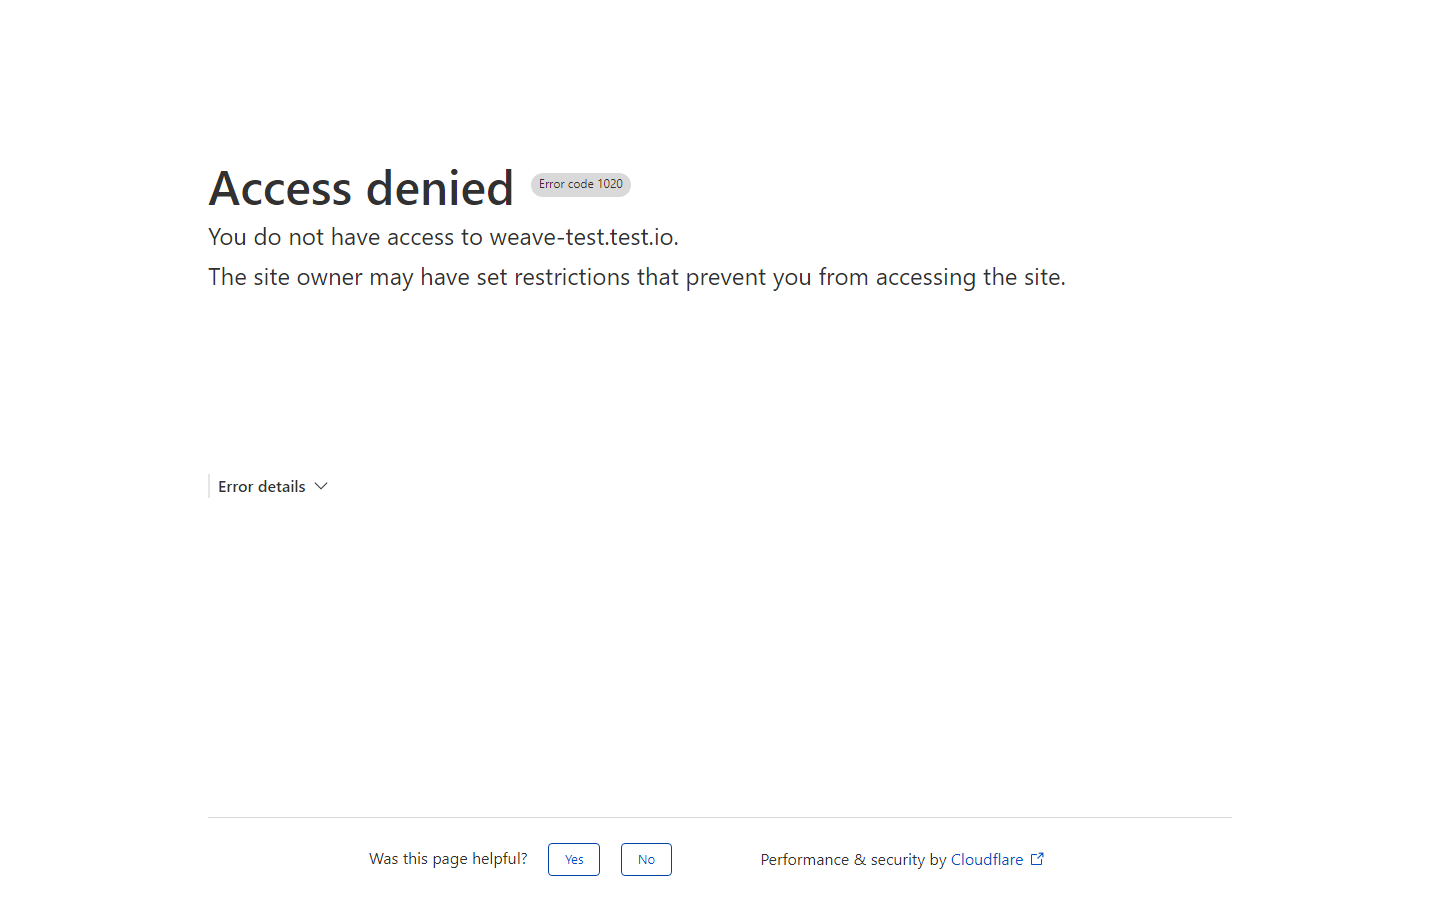 Access denied Error code 1020
You do not have access to weave-test.test.io.
The site owner may have set restrictions that prevent you from accessing the site.
Error details
Was this page helpful? Yes No Performance & security by Cloudflare